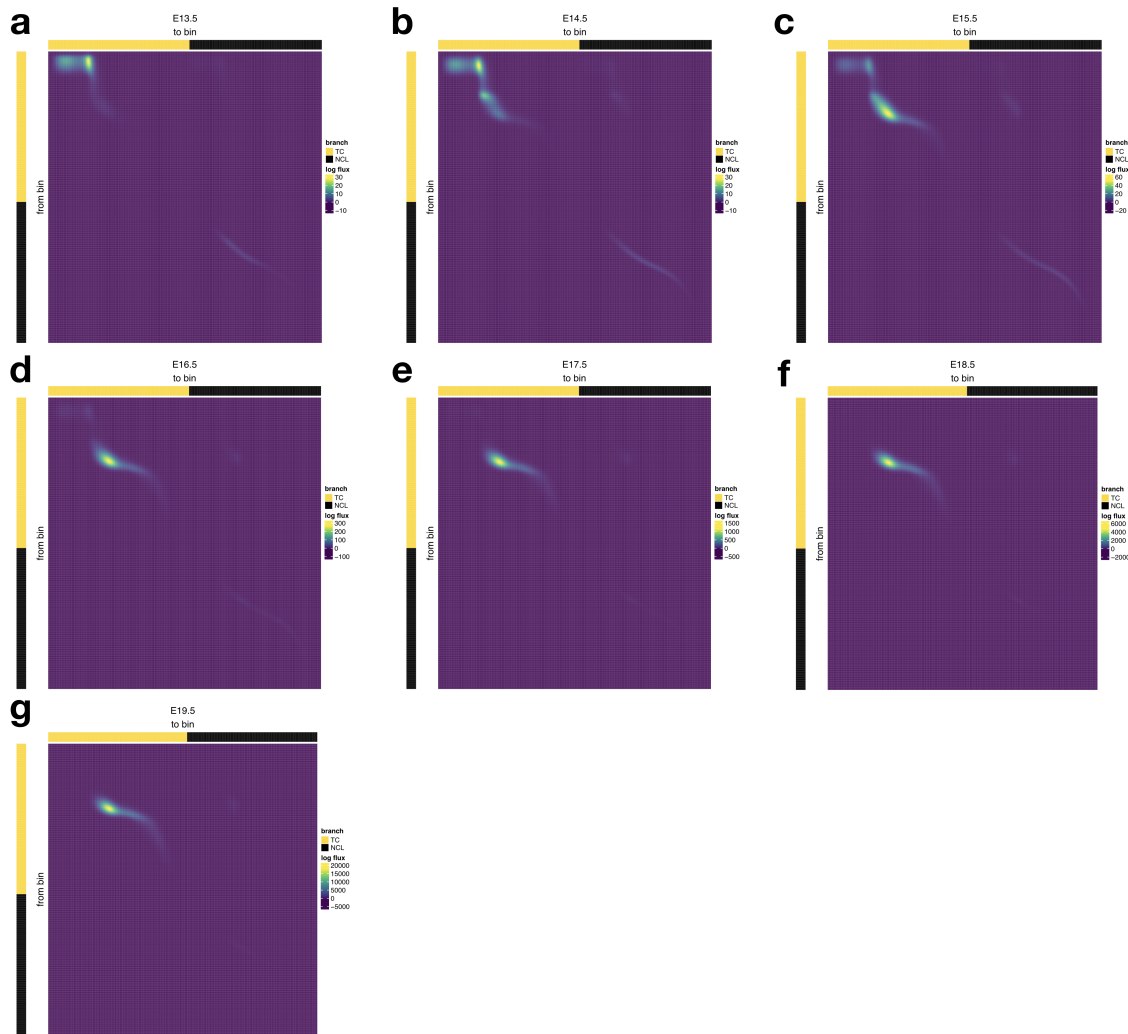 a
E13.5
to bin
from bin
branch
TC
NCL
log flux
30
20
10
0
−10
b
E14.5
to bin
from bin
branch
TC
NCL
log flux
30
20
10
0
−10
c
E15.5
to bin
from bin
branch
TC
NCL
log flux
60
40
20
0
−20
d
E16.5
to bin
from bin
branch
TC
NCL
log flux
300
200
100
0
−100
e
E17.5
to bin
from bin
branch
TC
NCL
log flux
1500
1000
500
0
−500
f
E18.5
to bin
from bin
branch
TC
NCL
log flux
6000
4000
2000
0
−2000
g
E19.5
to bin
from bin
branch
TC
NCL
log flux
20000
15000
10000
5000
0
−5000